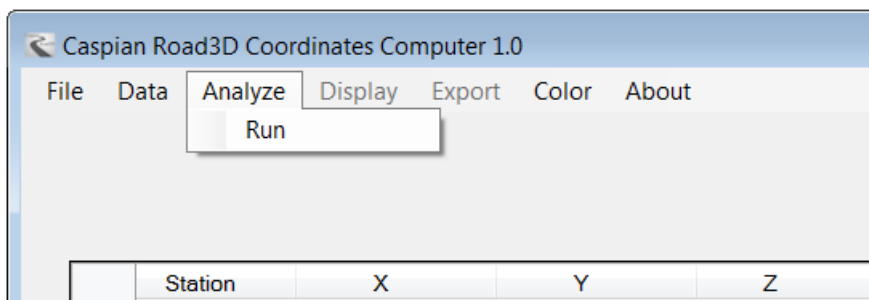 Caspian Road3D Coordinates Computer 1.0
File Data Analyze Display Export Color About
Run
Station X Y Z